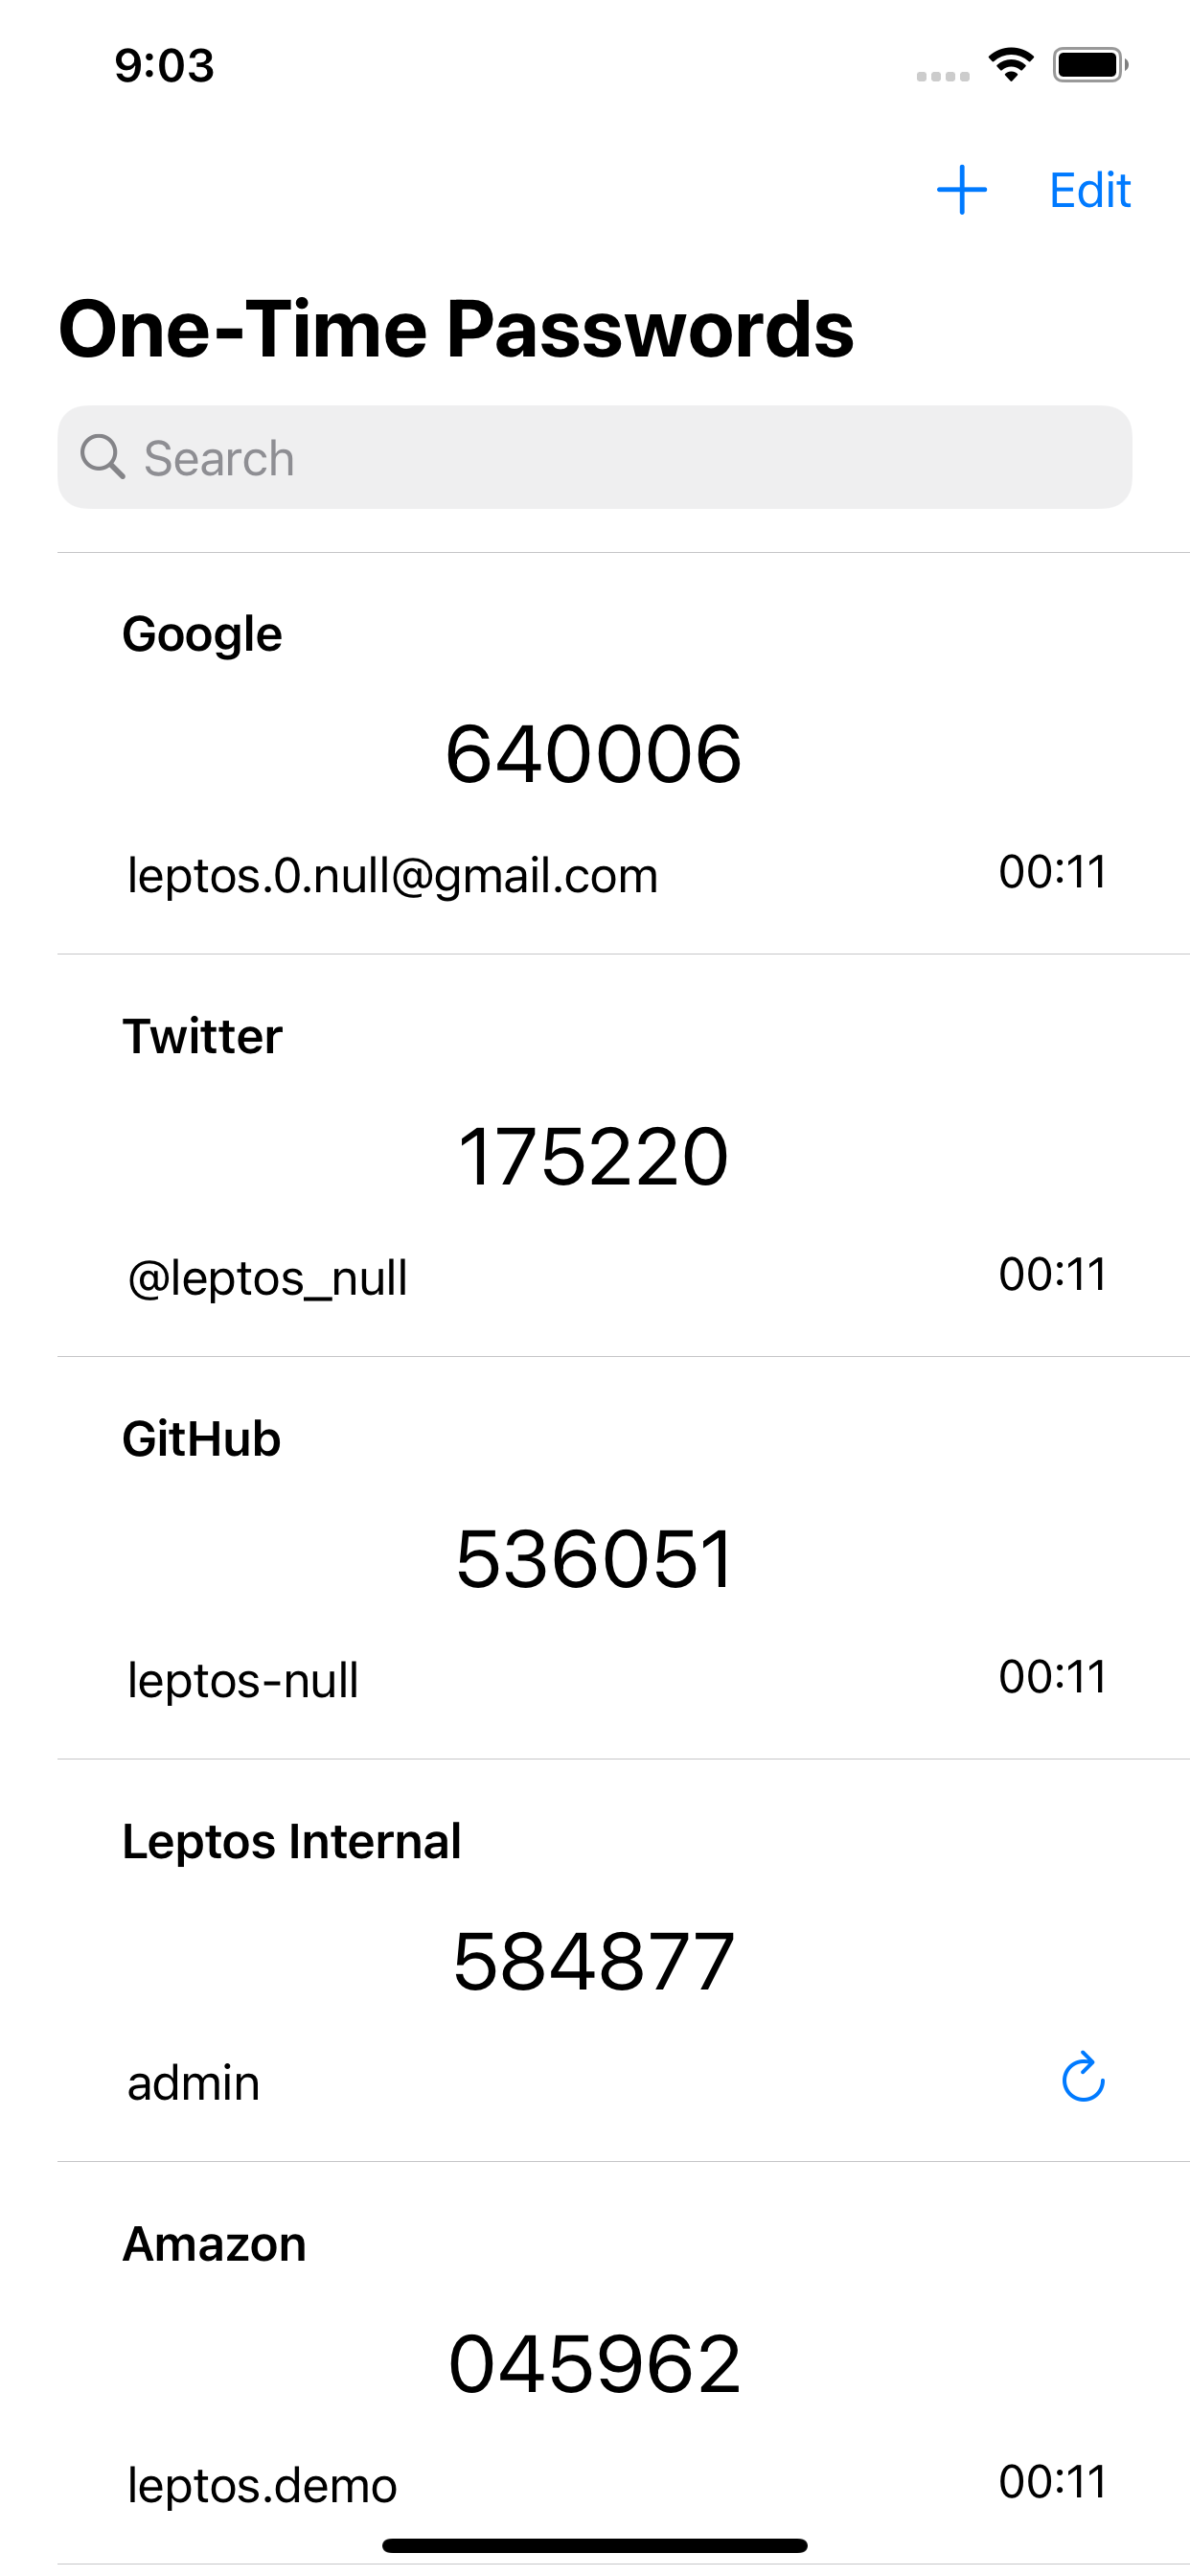 9:03
Edit
One-Time Passwords
Search
Google
640006
leptos.0.null@gmail.com 00:11
Twitter
175220
@leptos_null 00:11
GitHub
536051
leptos-null 00:11
Leptos Internal
584877
admin
Amazon
045962
leptos.demo 00:11